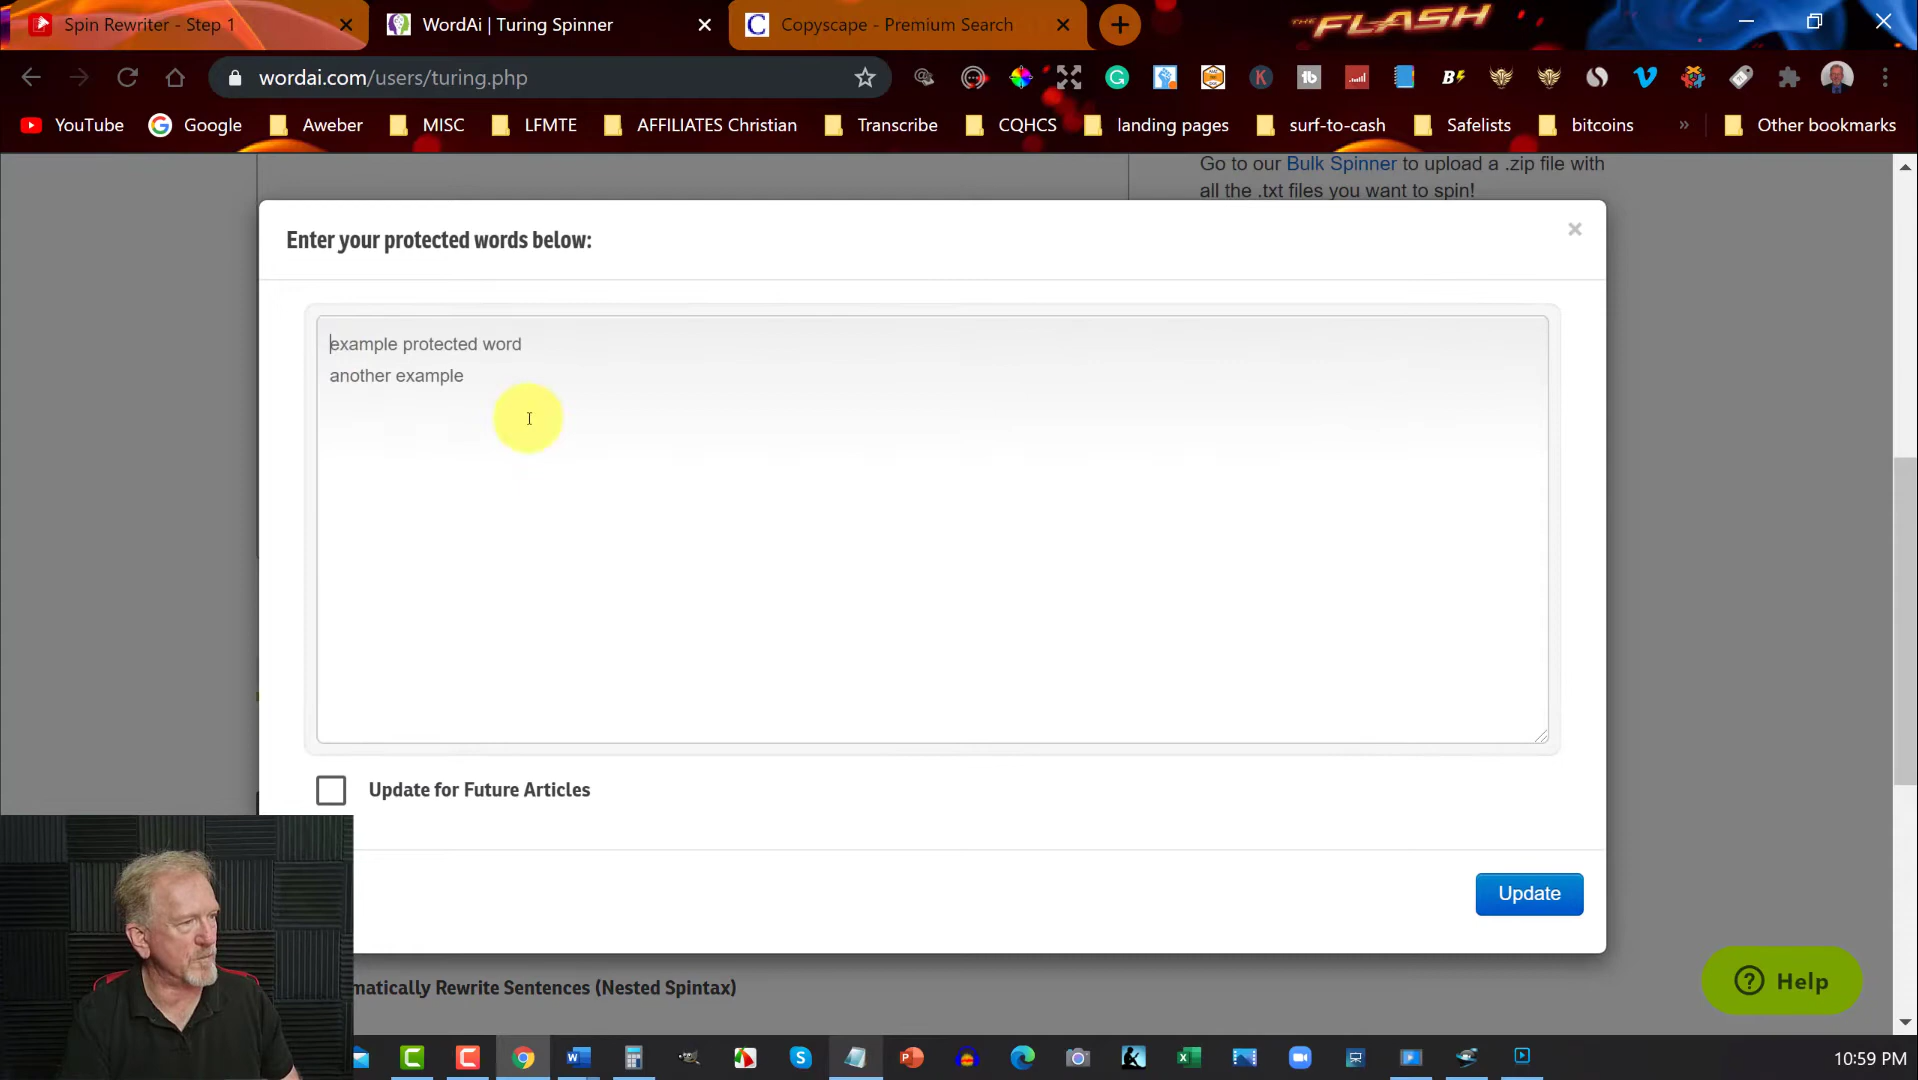 Spin Rewriter - Step 1
WordAi | Turing Spinner
Copyscape - Premium Search
THE FLASH
wordai.com/users/turing.php
YouTube
Google
Aweber
MISC
LFMTE
AFFILIATES Christian
Transcribe
CQHCS
landing pages
surf-to-cash
Safelists
bitcoins
Other bookmarks
Go to our Bulk Spinner to upload a .zip file with
all the .txt files you want to spin!
Enter your protected words below:
example protected word
another example
Update for Future Articles
Update
matically Rewrite Sentences (Nested Spintax)
Help
10:59 PM